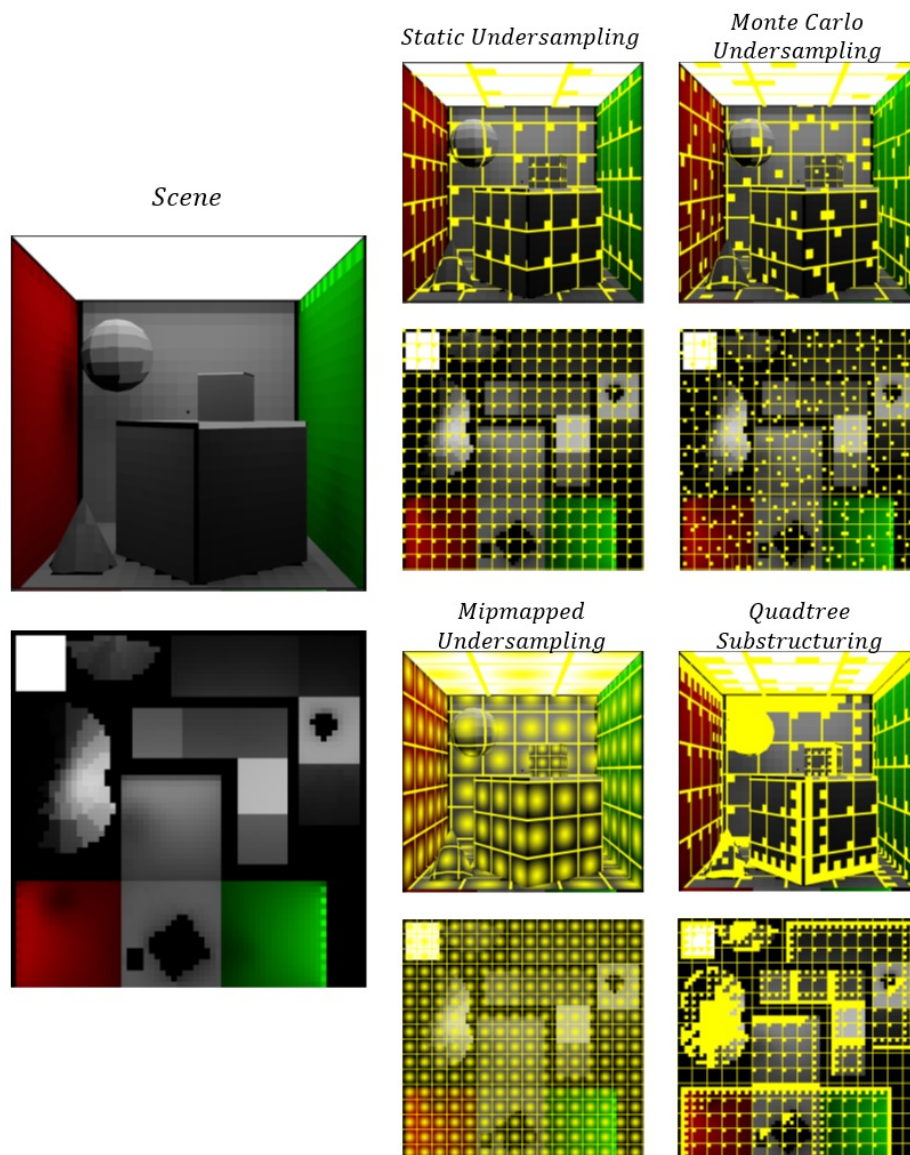 Static Undersampling
Monte Carlo
Undersampling
Scene
Mipmapped
Undersampling
Quadtree
Substructuring